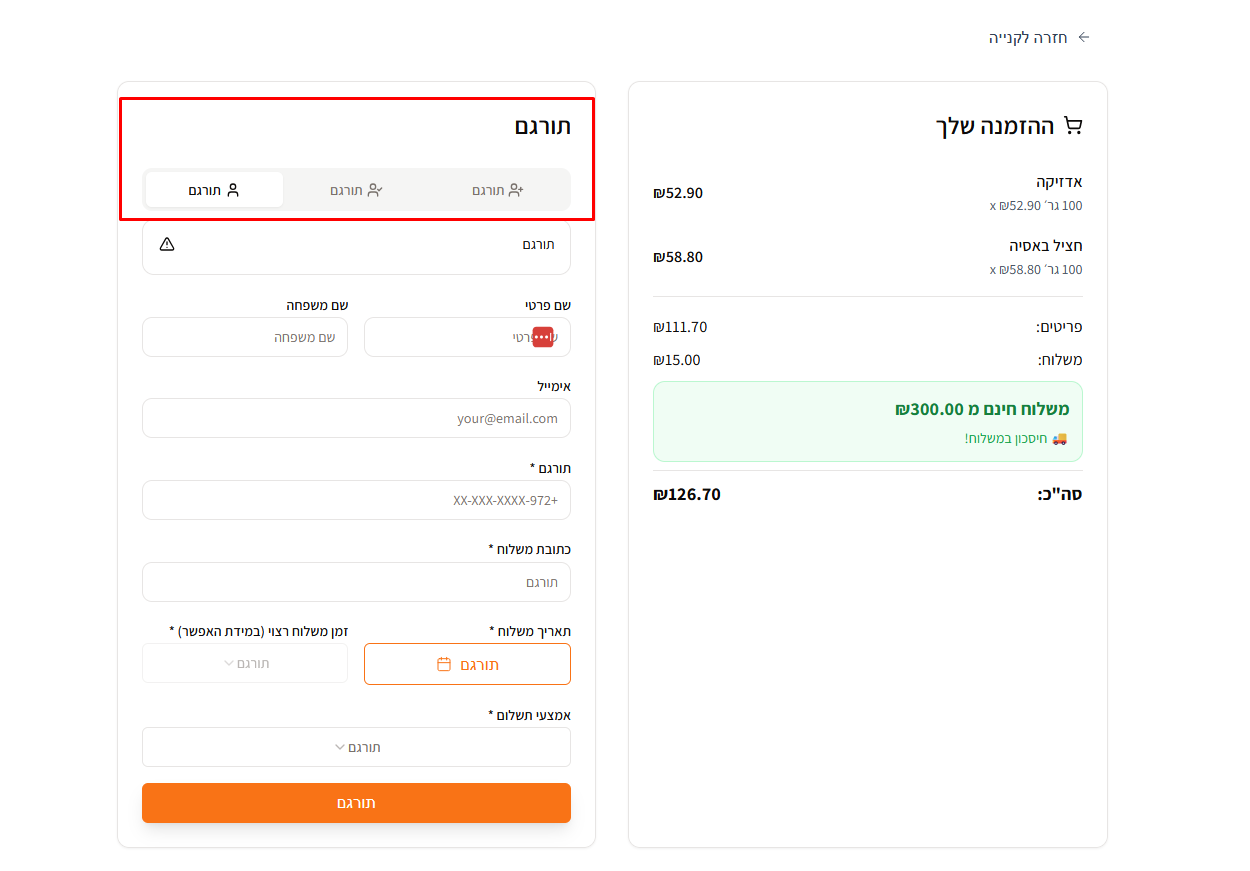 חזרה לקנייה
ההזמנה שלך
אדזיקה
₪52.90
100 גר׳ ₪52.90 x
חציל באסיה
₪58.80
100 גר׳ ₪58.80 x
פריטים:
₪111.70
משלוח:
₪15.00
משלוח חינם מ ₪300.00
🚚 חיסכון במשלוח!
סה"כ:
₪126.70
תורגם
תורגם
תורגם
תורגם
תורגם
שם פרטי
שם משפחה
פרטי
שם משפחה
אימייל
your@email.com
תורגם *
+972-XX-XXX-XXXX
כתובת משלוח *
תורגם
תאריך משלוח *
זמן משלוח רצוי (במידת האפשר) *
תורגם
תורגם
אמצעי תשלום *
תורגם
תורגם